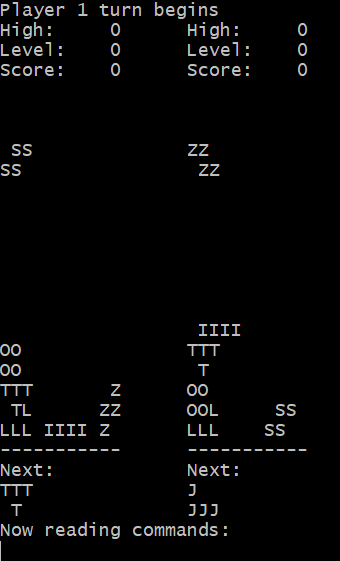 Player 1 turn begins
High:     0      High:     0
Level:    0      Level:    0
Score:    0      Score:    0
 SS              ZZ
SS                ZZ
                  IIII
OO               TTT
OO                T
TTT       Z      OO
 TL      ZZ      OOL     SS
LLL IIII Z       LLL    SS
-----------      -----------
Next:            Next:
TTT              J
 T               JJJ
Now reading commands: